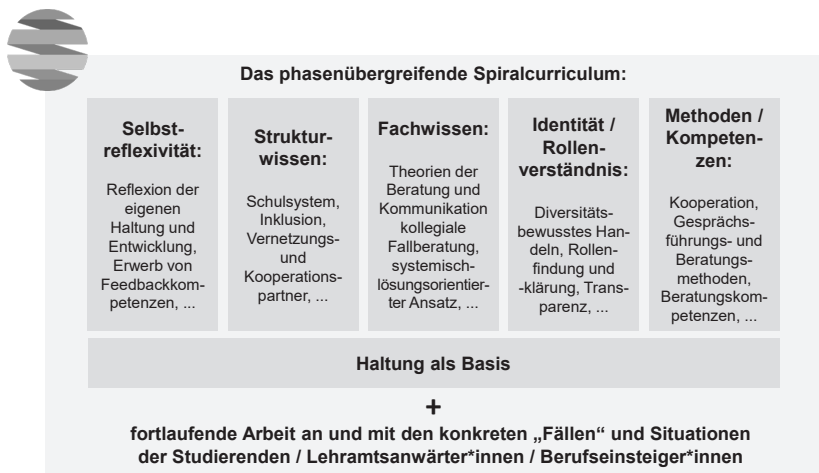 Das phasenübergreifende Spiralcurriculum:
Selbst-
reflexivität:
Reflexion der
eigenen
Haltung und
Entwicklung,
Erwerb von
Feedbackkom-
petenzen, ...
Struktur-
wissen:
Schulsystem,
Inklusion,
Vernetzungs-
und
Kooperations-
partner, ...
Fachwissen:
Theorien der
Beratung und
Kommunikation
kollegiale
Fallberatung,
systemisch-
lösungsorientier-
ter Ansatz, ...
Identität /
Rollen-
verständnis:
Diversitäts-
bewusstes Han-
deln, Rollen-
findung und
-klärung, Trans-
parenz, ...
Methoden /
Kompeten-
zen:
Kooperation,
Gesprächs-
führungs- und
Beratungs-
methoden,
Beratungskom-
petenzen, ...
Haltung als Basis
+
fortlaufende Arbeit an und mit den konkreten „Fällen“ und Situationen
der Studierenden / Lehramtsanwärter*innen / Berufseinsteiger*innen